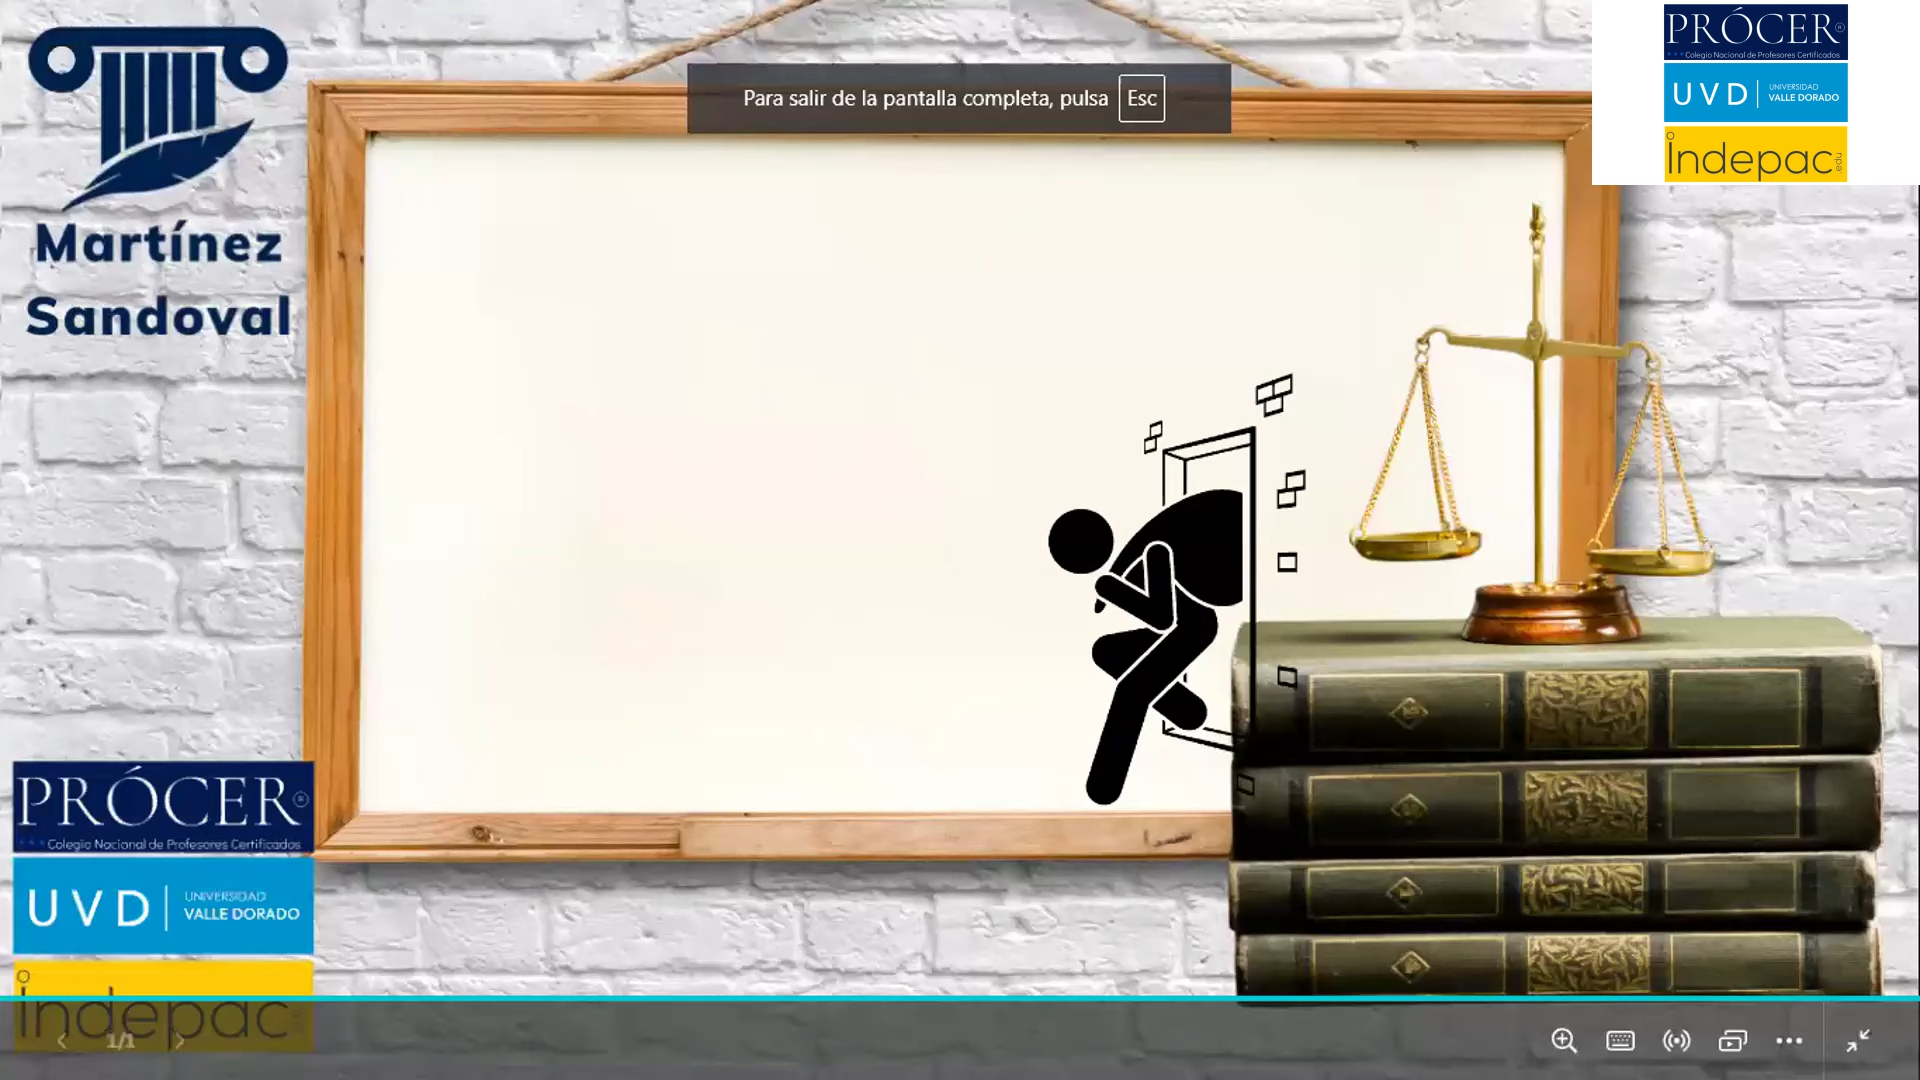 Martínez
Sandoval
Para salir de la pantalla completa, pulsa Esc
PRÓCER®
Colegio Nacional de Profesores Certificados
UVD | UNIVERSIDAD
VALLE DORADO
indepac.edu
PRÓCER®
Colegio Nacional de Profesores Certificados
UVD | UNIVERSIDAD
VALLE DORADO
indepac
1/1